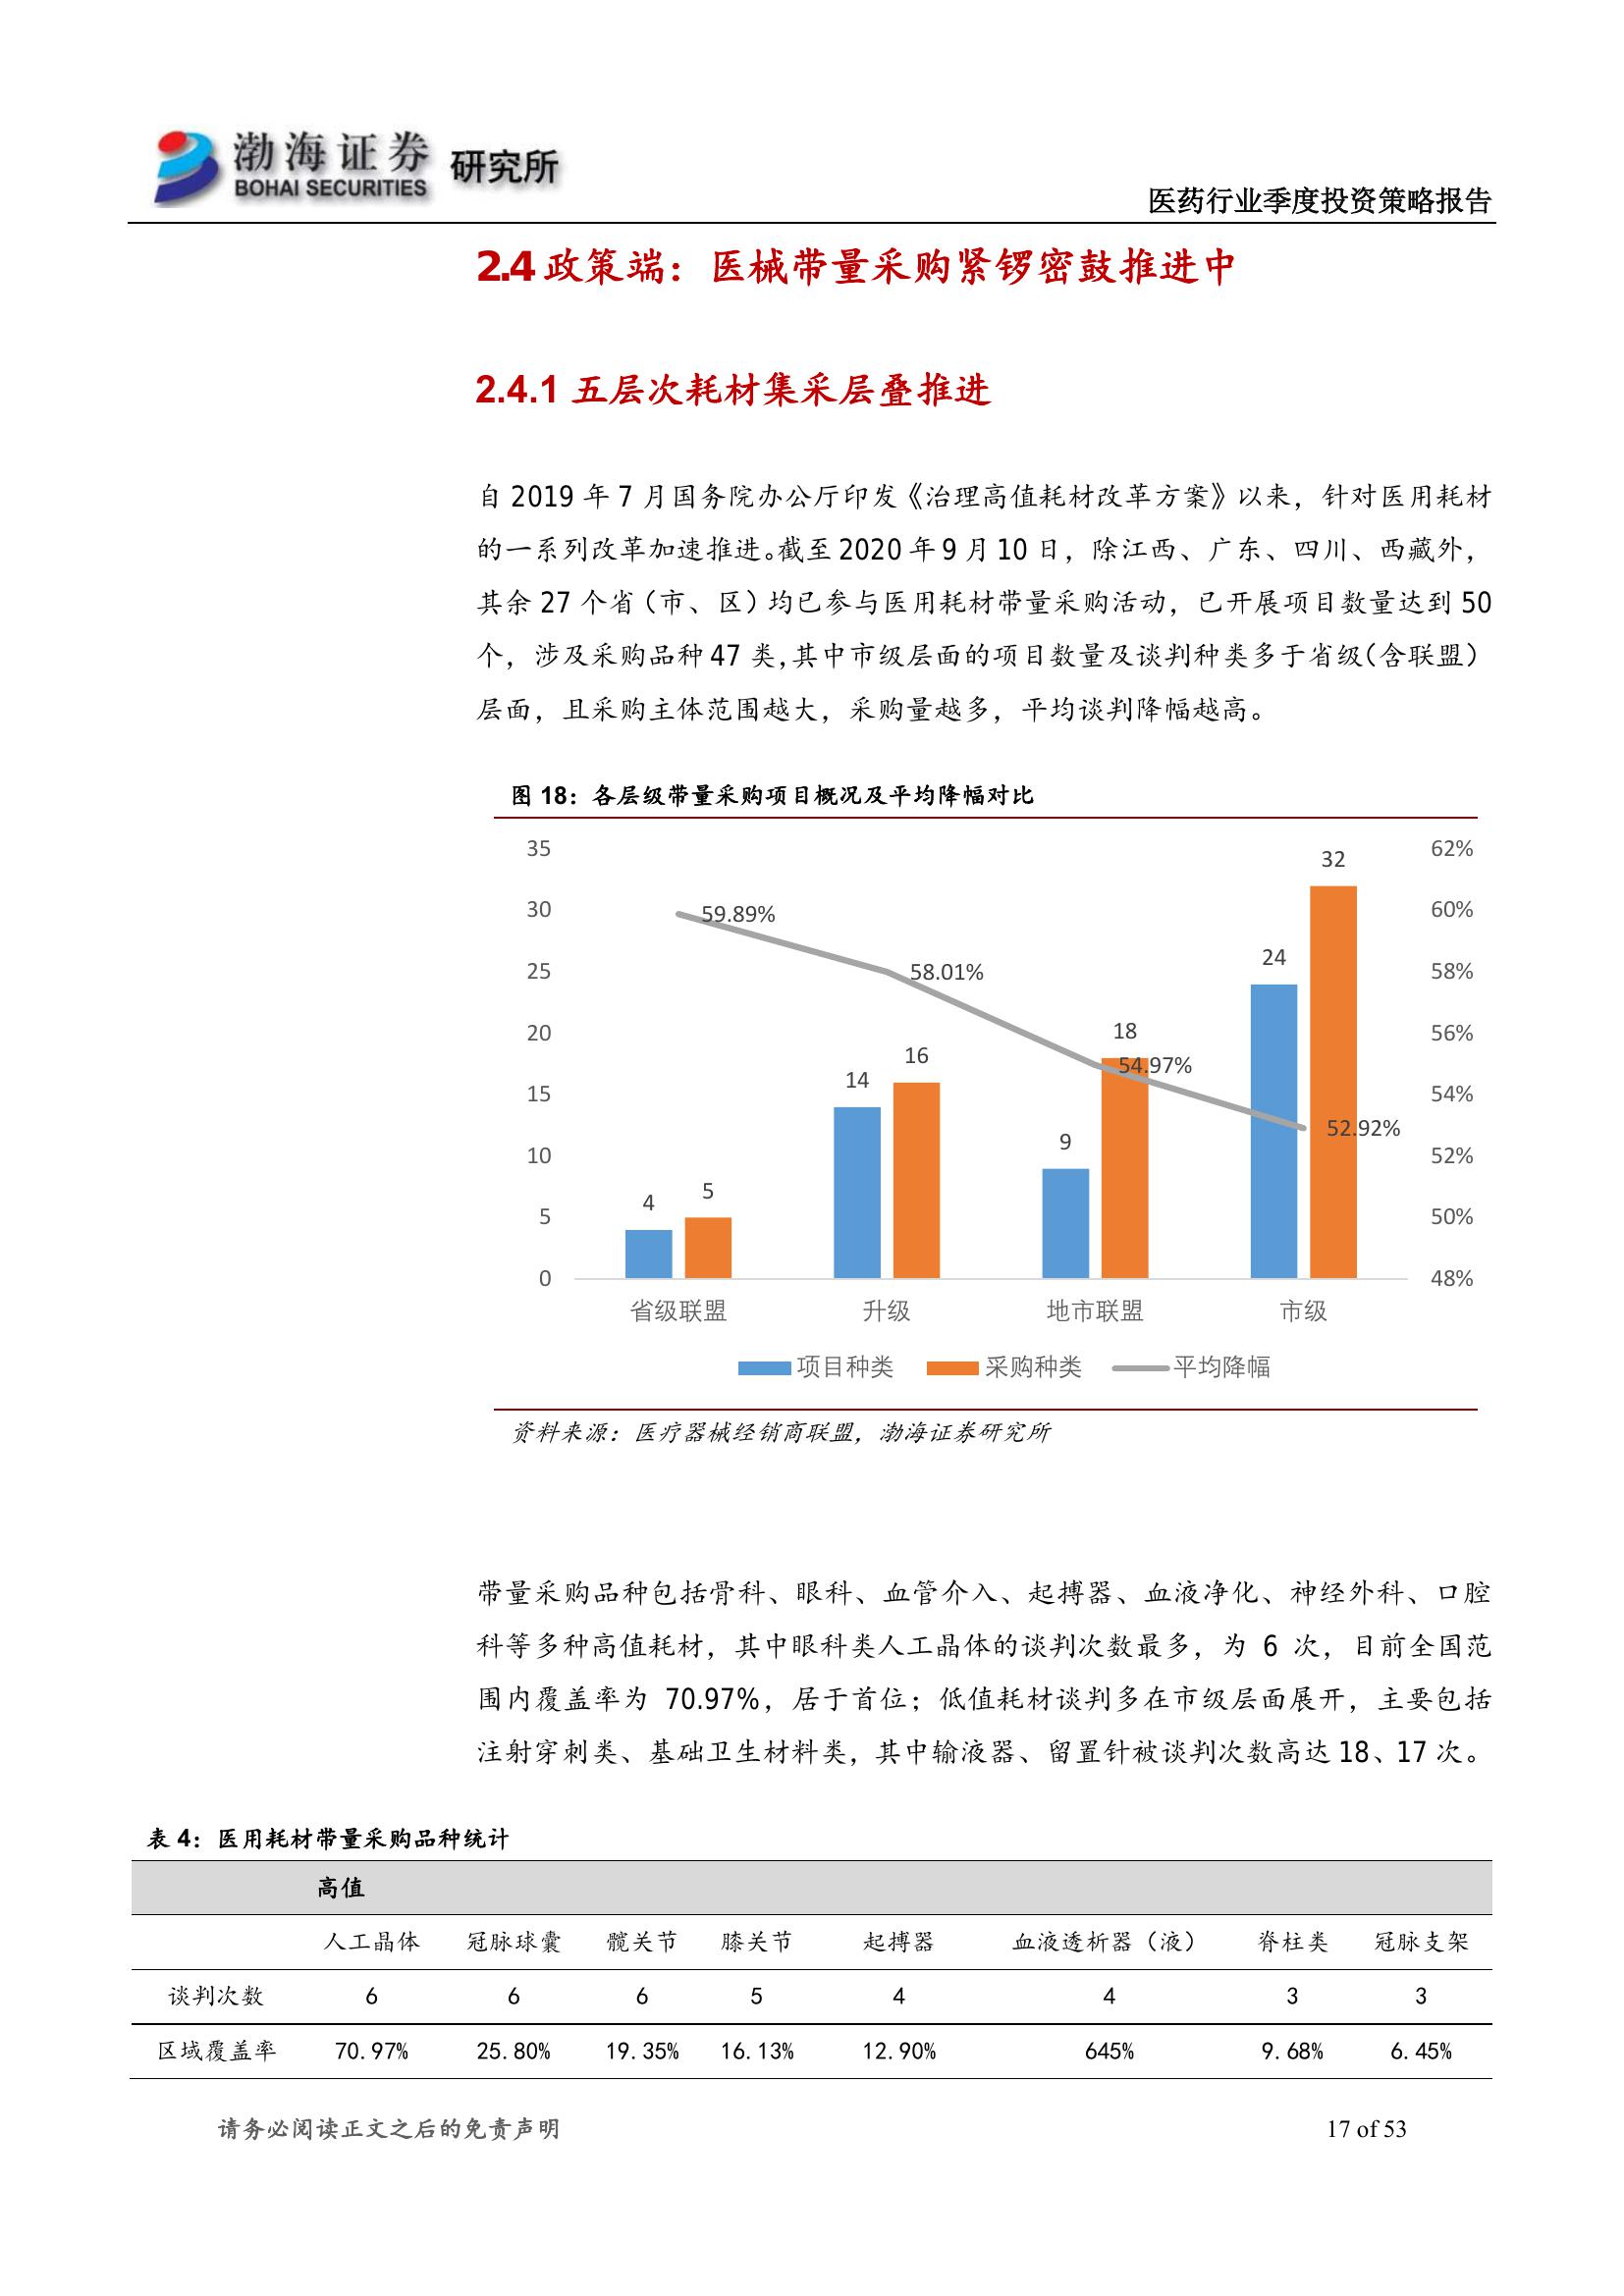 渤海证券 研究所
BOHAI SECURITIES
医药行业季度投资策略报告
2.4 政策端：医械带量采购紧锣密鼓推进中
2.4.1 五层次耗材集采层叠推进
自 2019 年 7 月国务院办公厅印发《治理高值耗材改革方案》以来，针对医用耗材
的一系列改革加速推进。截至 2020 年 9 月 10 日，除江西、广东、四川、西藏外，
其余 27 个省（市、区）均已参与医用耗材带量采购活动，已开展项目数量达到 50
个，涉及采购品种 47 类，其中市级层面的项目数量及谈判种类多于省级（含联盟）
层面，且采购主体范围越大，采购量越多，平均谈判降幅越高。
图 18：各层级带量采购项目概况及平均降幅对比
35 62%
32
30 60%
59.89%
25 58%
58.01%
24
20 56%
18
16
54.97%
15 54%
14
52.92%
10 52%
9
5 50%
4 5
0 48%
省级联盟 升级 地市联盟 市级
项目种类 采购种类 平均降幅
资料来源：医疗器械经销商联盟，渤海证券研究所
带量采购品种包括骨科、眼科、血管介入、起搏器、血液净化、神经外科、口腔
科等多种高值耗材，其中眼科类人工晶体的谈判次数最多，为 6 次，目前全国范
围内覆盖率为 70.97%，居于首位；低值耗材谈判多在市级层面展开，主要包括
注射穿刺类、基础卫生材料类，其中输液器、留置针被谈判次数高达 18、17 次。
表 4：医用耗材带量采购品种统计
高值
人工晶体 冠脉球囊 髋关节 膝关节 起搏器 血液透析器（液） 脊柱类 冠脉支架
谈判次数 6 6 6 5 4 4 3 3
区域覆盖率 70.97% 25.80% 19.35% 16.13% 12.90% 645% 9.68% 6.45%
请务必阅读正文之后的免责声明 17 of 53